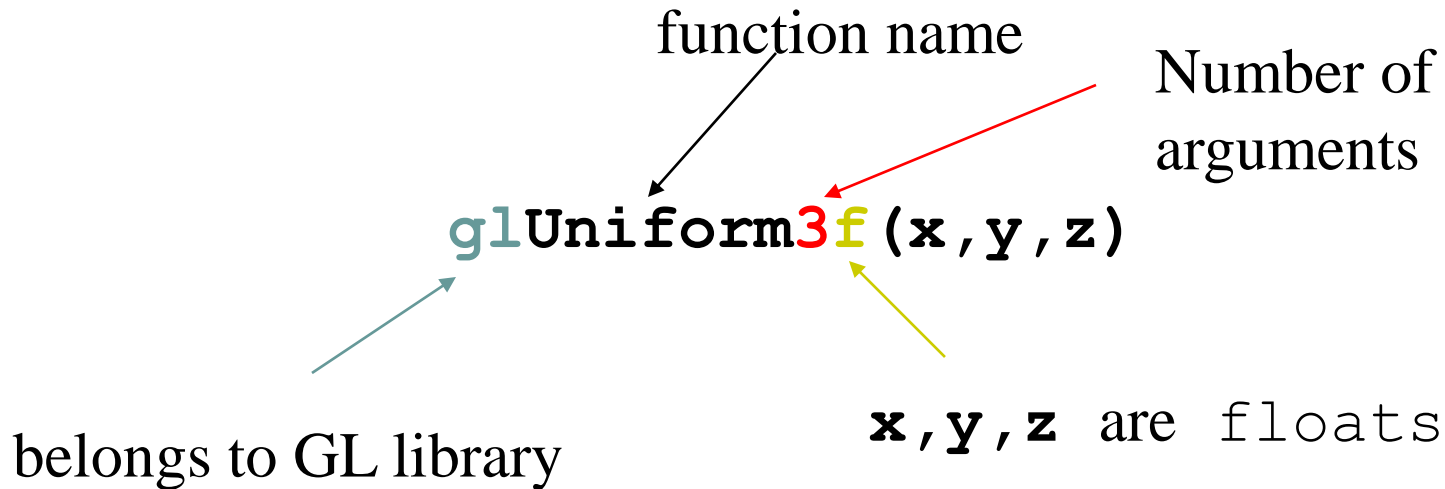 function name
Number of
arguments
glUniform3f(x,y,z)
x,y,z are floats
belongs to GL library